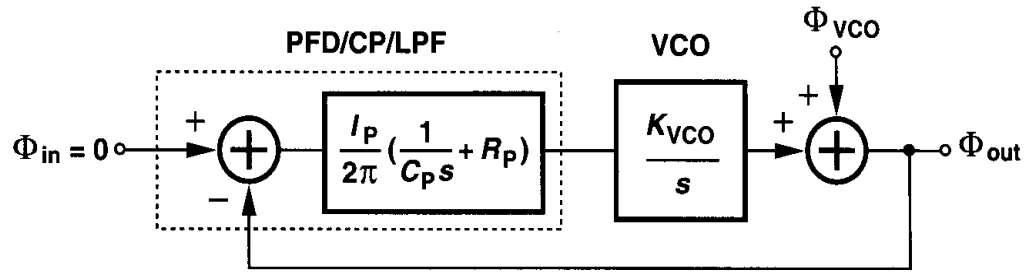 PFD/CP/LPF
VCO
Φ_VCO
Φ_in = 0
+
+
−
I_P / 2π (1 / C_P s + R_P)
K_VCO / s
+
+
+
Φ_out